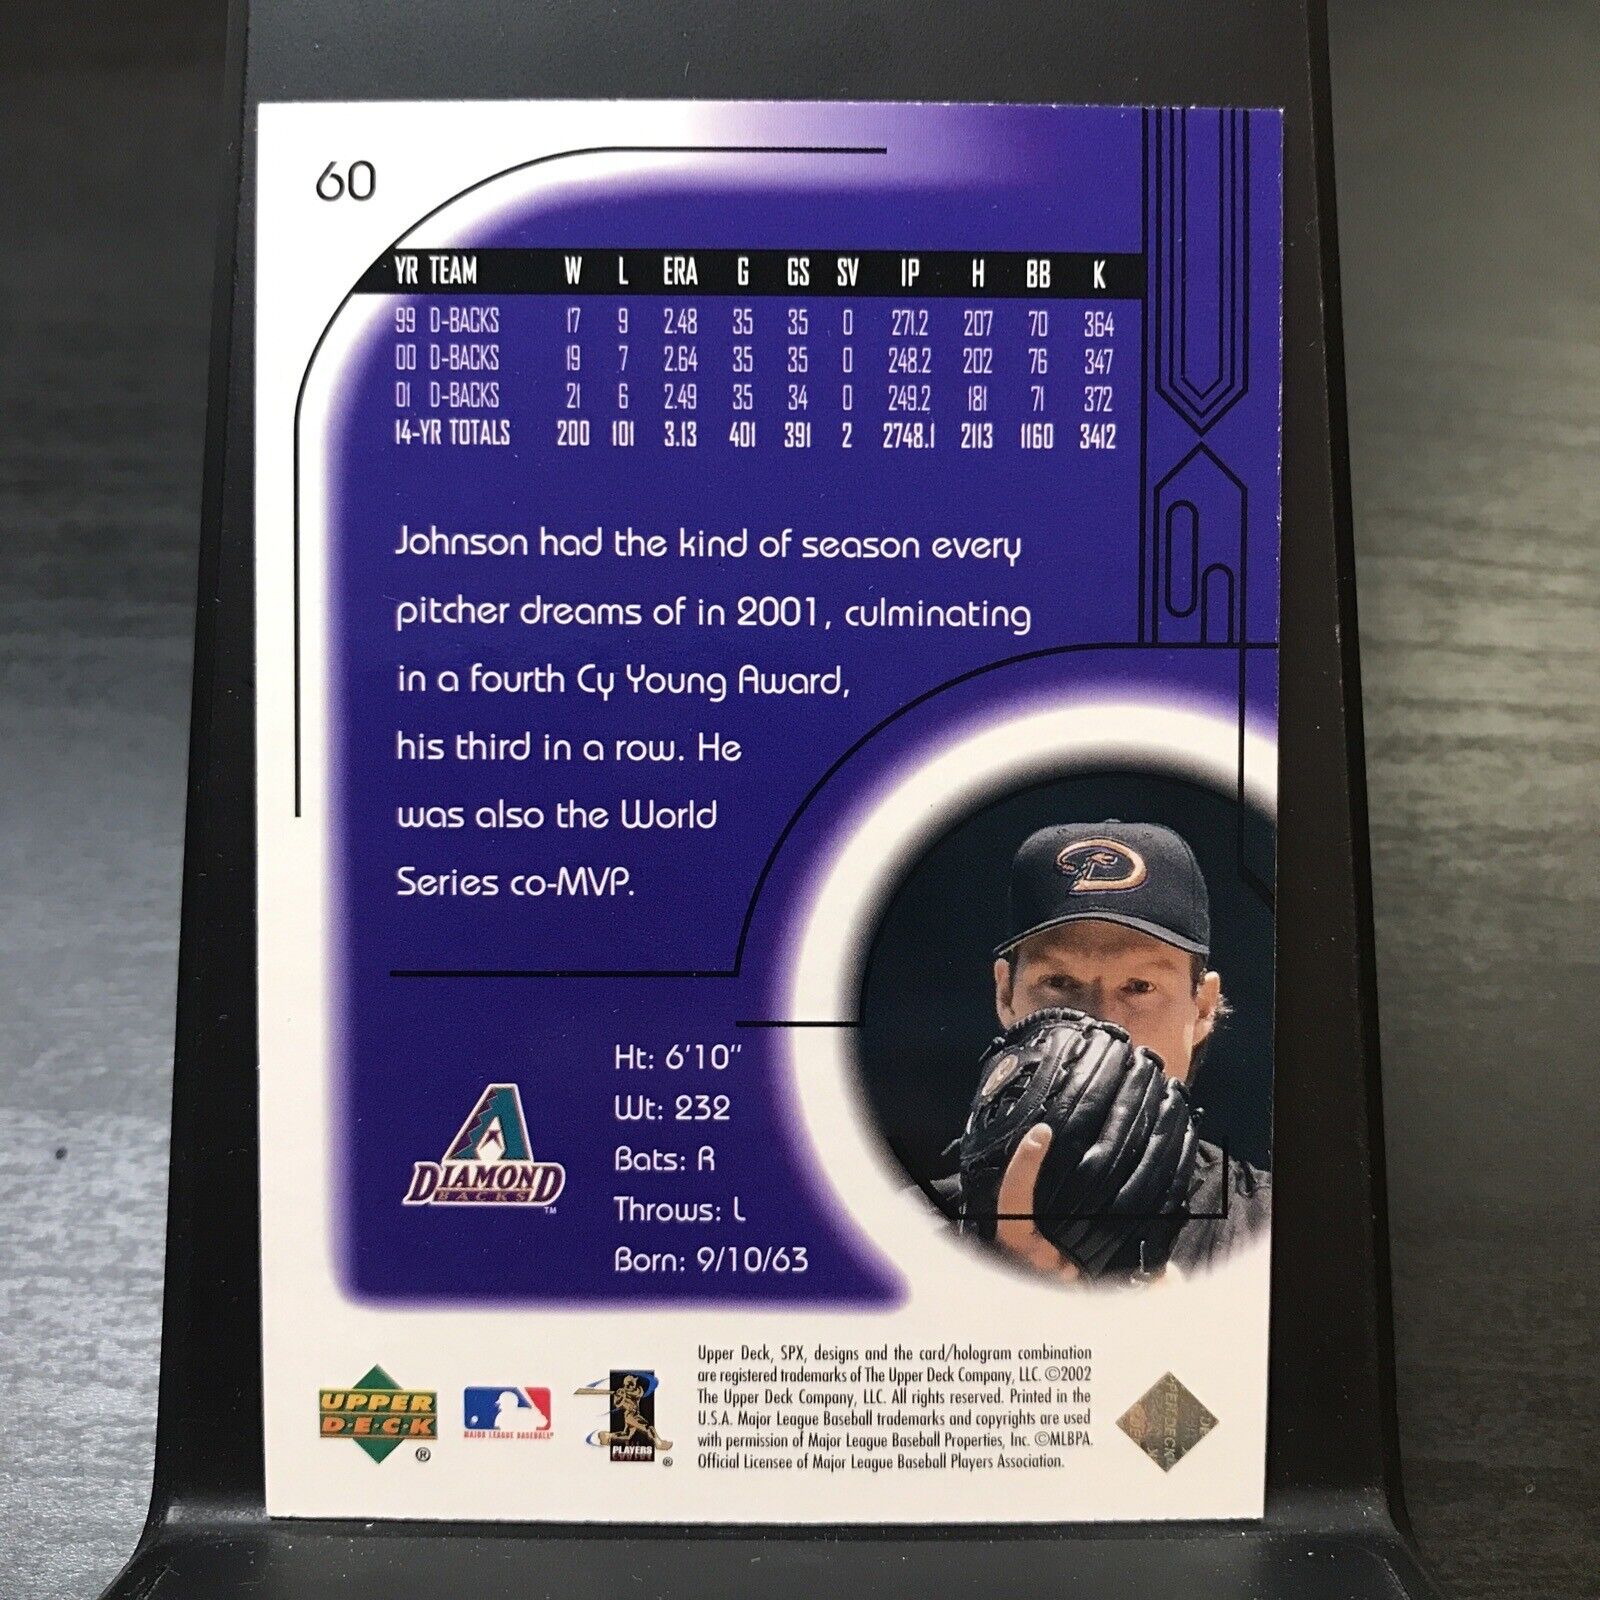 60
YR TEAM W L ERA G GS SV IP H BB K
99 D-BACKS 17 9 2.48 35 35 0 271.2 207 70 364
00 D-BACKS 19 7 2.64 35 35 0 248.2 202 76 347
01 D-BACKS 21 6 2.49 35 34 0 249.2 181 71 372
14-YR TOTALS 200 101 3.13 401 391 2 2748.1 2113 1160 3412
Johnson had the kind of season every
pitcher dreams of in 2001, culminating
in a fourth Cy Young Award,
his third in a row. He
was also the World
Series co-MVP.
Ht: 6'10"
Wt: 232
Bats: R
Throws: L
Born: 9/10/63
DIAMOND
BACKS
TM
D
UPPER
DECK
®
MAJOR LEAGUE BASEBALL
PLAYERS
CHOICE
®
Upper Deck, SPX, designs and the card/hologram combination
are registered trademarks of The Upper Deck Company, LLC. ©2002
The Upper Deck Company, LLC. All rights reserved. Printed in the
U.S.A. Major League Baseball trademarks and copyrights are used
with permission of Major League Baseball Properties, Inc. ©MLBPA.
Official Licensee of Major League Baseball Players Association.